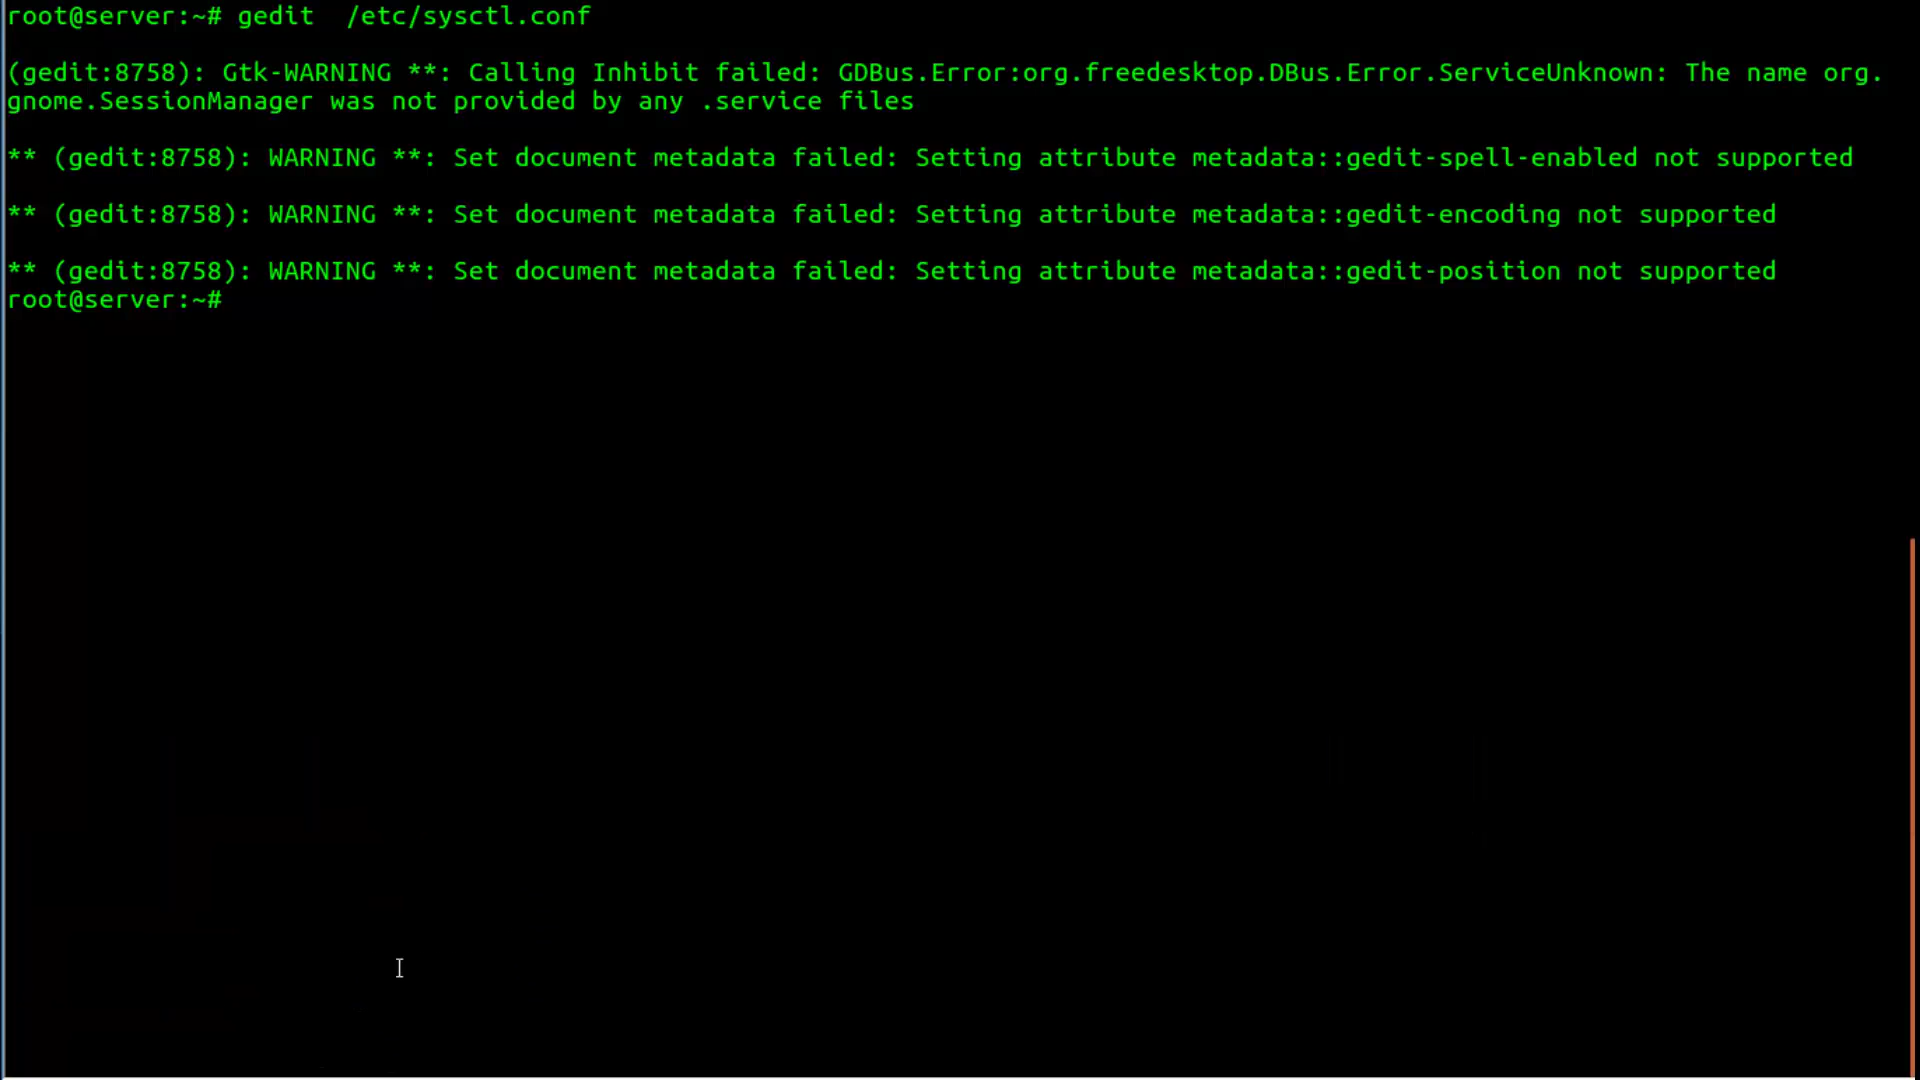 root@server:~# gedit  /etc/sysctl.conf
(gedit:8758): Gtk-WARNING **: Calling Inhibit failed: GDBus.Error:org.freedesktop.DBus.Error.ServiceUnknown: The name org.
gnome.SessionManager was not provided by any .service files
** (gedit:8758): WARNING **: Set document metadata failed: Setting attribute metadata::gedit-spell-enabled not supported
** (gedit:8758): WARNING **: Set document metadata failed: Setting attribute metadata::gedit-encoding not supported
** (gedit:8758): WARNING **: Set document metadata failed: Setting attribute metadata::gedit-position not supported
root@server:~#